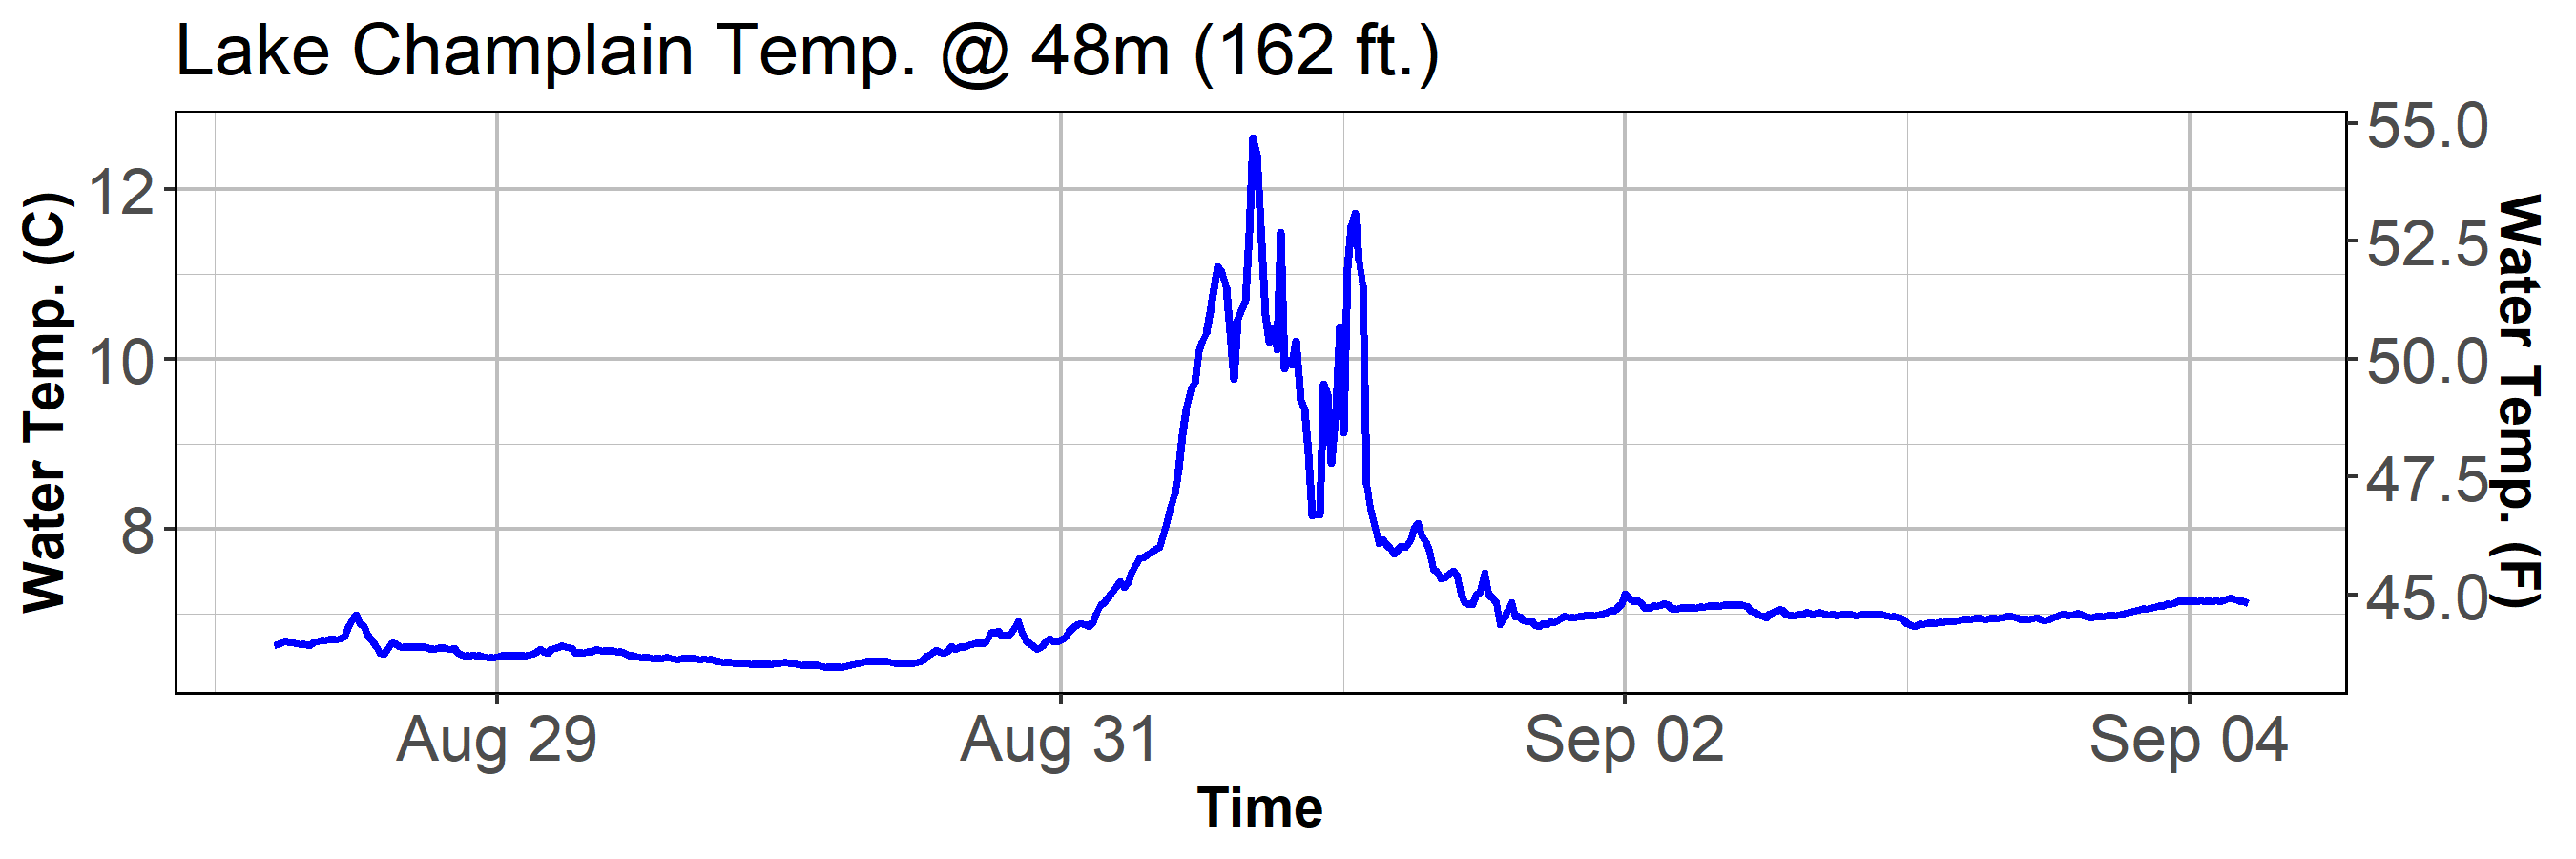 Lake Champlain Temp. @ 48m (162 ft.)
Water Temp. (C)
12
10
8
55.0
52.5
50.0
47.5
45.0
Water Temp. (F)
Aug 29
Aug 31
Sep 02
Sep 04
Time